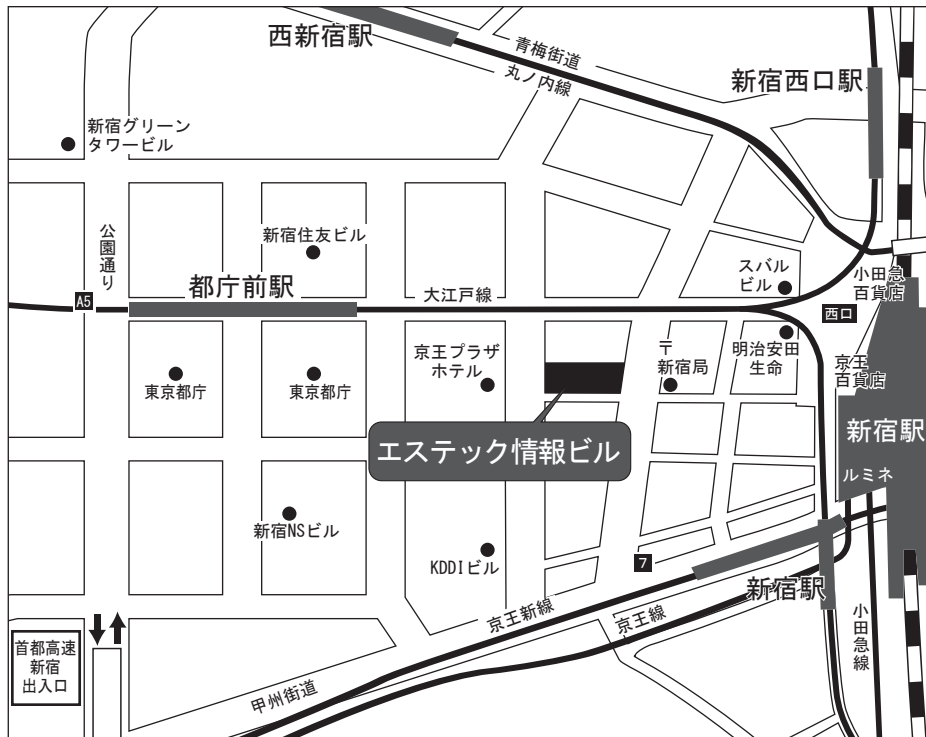 西新宿駅
青梅街道
丸ノ内線
新宿西口駅
新宿グリーン
タワービル
公園通り
新宿住友ビル
都庁前駅
A5
大江戸線
スバル
ビル
小田急
百貨店
西口
東京都庁
東京都庁
京王プラザ
ホテル
〒
新宿局
明治安田
生命
京王
百貨店
新宿駅
ルミネ
エステック情報ビル
新宿NSビル
KDDIビル
7
新宿駅
京王新線
京王線
小田急線
甲州街道
首都高速
新宿
出入口